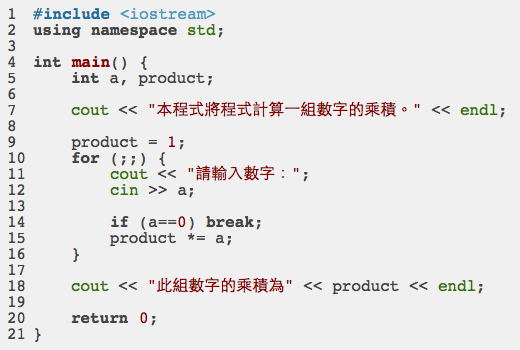 1 #include <iostream>
2 using namespace std;
3
4 int main() {
5     int a, product;
6
7     cout << "本程式將程式計算一組數字的乘積。" << endl;
8
9     product = 1;
10     for (;;) {
11         cout << "請輸入數字：";
12         cin >> a;
13
14         if (a==0) break;
15         product *= a;
16     }
17
18     cout << "此組數字的乘積為" << product << endl;
19
20     return 0;
21 }